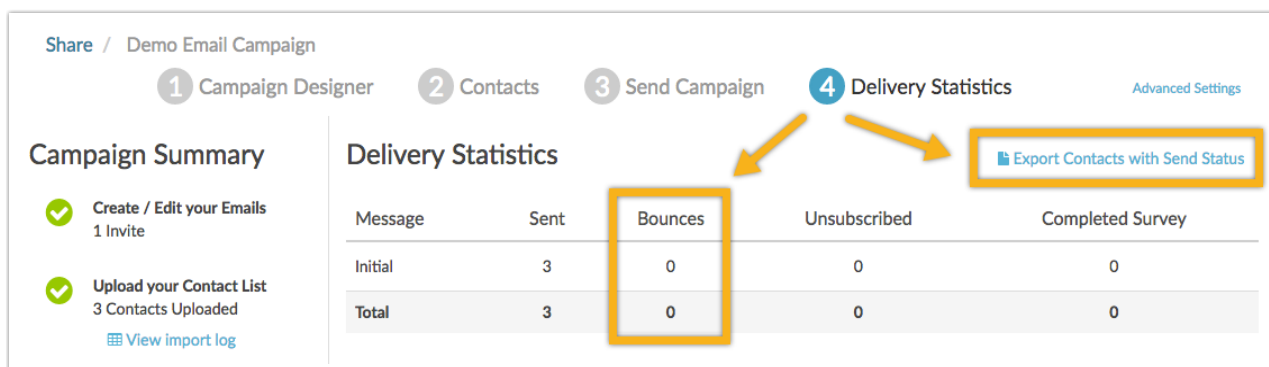 Share / Demo Email Campaign
1 Campaign Designer 2 Contacts 3 Send Campaign 4 Delivery Statistics Advanced Settings
Campaign Summary
Create / Edit your Emails
1 Invite
Upload your Contact List
3 Contacts Uploaded
View import log
Delivery Statistics
Export Contacts with Send Status
Message Sent Bounces Unsubscribed Completed Survey
Initial 3 0 0 0
Total 3 0 0 0